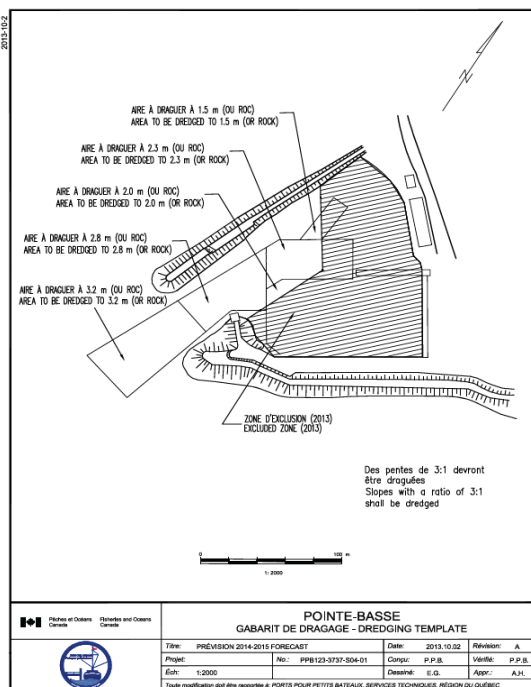 2013-10-2
N
AIRE À DRAGUER À 1.5 m (OU ROC)
AREA TO BE DREDGED TO 1.5 m (OR ROCK)
AIRE À DRAGUER À 2.3 m (OU ROC)
AREA TO BE DREDGED TO 2.3 m (OR ROCK)
AIRE À DRAGUER À 2.0 m (OU ROC)
AREA TO BE DREDGED TO 2.0 m (OR ROCK)
AIRE À DRAGUER À 2.8 m (OU ROC)
AREA TO BE DREDGED TO 2.8 m (OR ROCK)
AIRE À DRAGUER À 3.2 m (OU ROC)
AREA TO BE DREDGED TO 3.2 m (OR ROCK)
ZONE D'EXCLUSION (2013)
EXCLUDED ZONE (2013)
Des pentes de 3:1 devront
être draguées
Slopes with a ratio of 3:1
shall be dredged
0 100 m
1: 2000
Pêches et Océans Canada
Fisheries and Oceans Canada
POINTE-BASSE
GABARIT DE DRAGAGE - DREDGING TEMPLATE
Titre: PRÉVISION 2014-2015 FORECAST
Date: 2013.10.02
Révision: A
Projet:
No.: PPB123-3737-S04-01
Conçu: P.P.B.
Vérifié: P.P.B.
Éch: 1:2000
Dessiné: E.G.
Appr.: A.H.
Toute modification doit être rapportée à: PORTS POUR PETITS BATEAUX, SERVICES TECHNIQUES, RÉGION DU QUÉBEC